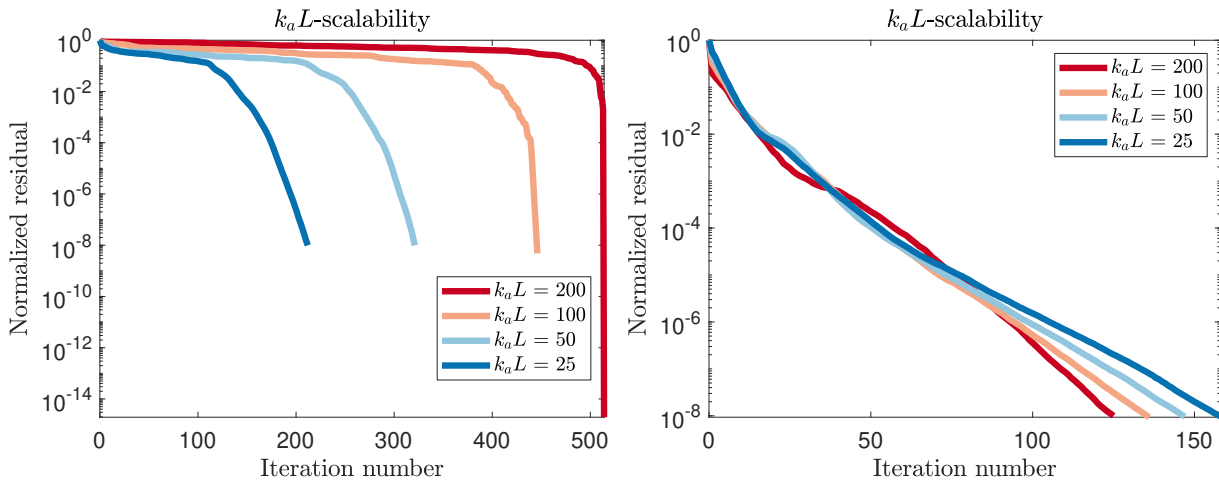 k_aL-scalability
Normalized residual
10^0
10^-2
10^-4
10^-6
10^-8
10^-10
10^-12
10^-14
k_aL = 200
k_aL = 100
k_aL = 50
k_aL = 25
0 100 200 300 400 500
Iteration number
k_aL-scalability
Normalized residual
10^0
10^-2
10^-4
10^-6
10^-8
k_aL = 200
k_aL = 100
k_aL = 50
k_aL = 25
0 50 100 150
Iteration number